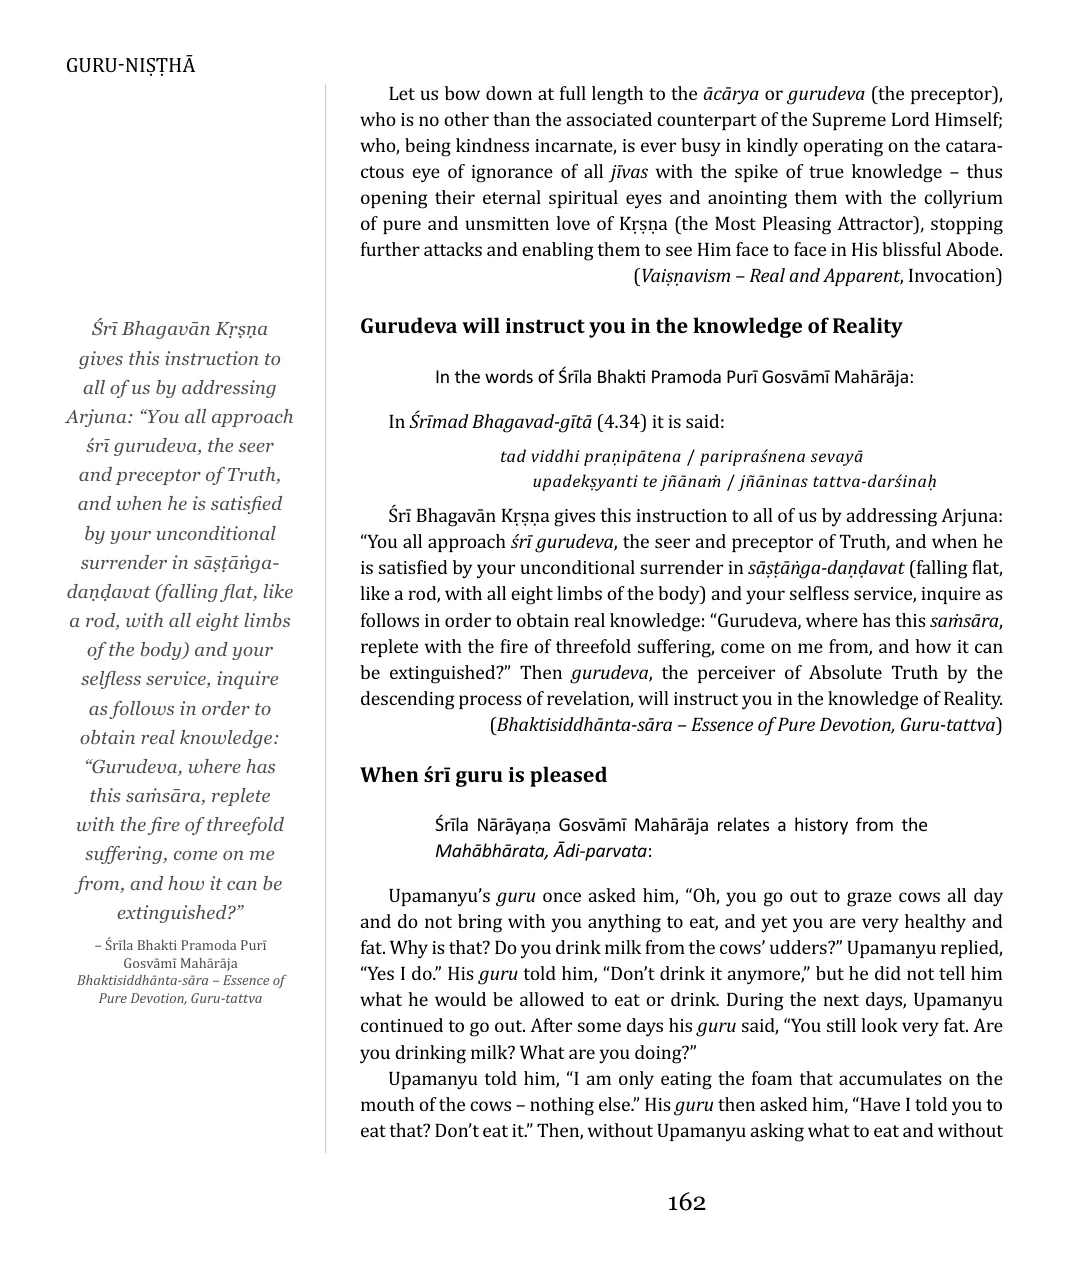 GURU-NIṢṬHĀ
Let us bow down at full length to the ācārya or gurudeva (the preceptor),
who is no other than the associated counterpart of the Supreme Lord Himself;
who, being kindness incarnate, is ever busy in kindly operating on the catara-
ctous eye of ignorance of all jīvas with the spike of true knowledge – thus
opening their eternal spiritual eyes and anointing them with the collyrium
of pure and unsmitten love of Kṛṣṇa (the Most Pleasing Attractor), stopping
further attacks and enabling them to see Him face to face in His blissful Abode.
(Vaiṣṇavism – Real and Apparent, Invocation)
Gurudeva will instruct you in the knowledge of Reality
In the words of Śrīla Bhakti Pramoda Purī Gosvāmī Mahārāja:
In Śrīmad Bhagavad-gītā (4.34) it is said:
tad viddhi praṇipātena / paripraśnena sevayā
upadekṣyanti te jñānaṁ / jñāninas tattva-darśinaḥ
Śrī Bhagavān Kṛṣṇa gives this instruction to all of us by addressing Arjuna:
“You all approach śrī gurudeva, the seer and preceptor of Truth, and when he
is satisfied by your unconditional surrender in sāṣṭāṅga-daṇḍavat (falling flat,
like a rod, with all eight limbs of the body) and your selfless service, inquire as
follows in order to obtain real knowledge: “Gurudeva, where has this saṁsāra,
replete with the fire of threefold suffering, come on me from, and how it can
be extinguished?” Then gurudeva, the perceiver of Absolute Truth by the
descending process of revelation, will instruct you in the knowledge of Reality.
(Bhaktisiddhānta-sāra – Essence of Pure Devotion, Guru-tattva)
When śrī guru is pleased
Śrīla Nārāyaṇa Gosvāmī Mahārāja relates a history from the
Mahābhārata, Ādi-parvata:
Upamanyu’s guru once asked him, “Oh, you go out to graze cows all day
and do not bring with you anything to eat, and yet you are very healthy and
fat. Why is that? Do you drink milk from the cows’ udders?” Upamanyu replied,
“Yes I do.” His guru told him, “Don’t drink it anymore,” but he did not tell him
what he would be allowed to eat or drink. During the next days, Upamanyu
continued to go out. After some days his guru said, “You still look very fat. Are
you drinking milk? What are you doing?”
Upamanyu told him, “I am only eating the foam that accumulates on the
mouth of the cows – nothing else.” His guru then asked him, “Have I told you to
eat that? Don’t eat it.” Then, without Upamanyu asking what to eat and without
Śrī Bhagavān Kṛṣṇa
gives this instruction to
all of us by addressing
Arjuna: “You all approach
śrī gurudeva, the seer
and preceptor of Truth,
and when he is satisfied
by your unconditional
surrender in sāṣṭāṅga-
daṇḍavat (falling flat, like
a rod, with all eight limbs
of the body) and your
selfless service, inquire
as follows in order to
obtain real knowledge:
“Gurudeva, where has
this saṁsāra, replete
with the fire of threefold
suffering, come on me
from, and how it can be
extinguished?”
– Śrīla Bhakti Pramoda Purī
Gosvāmī Mahārāja
Bhaktisiddhānta-sāra – Essence of
Pure Devotion, Guru-tattva
162